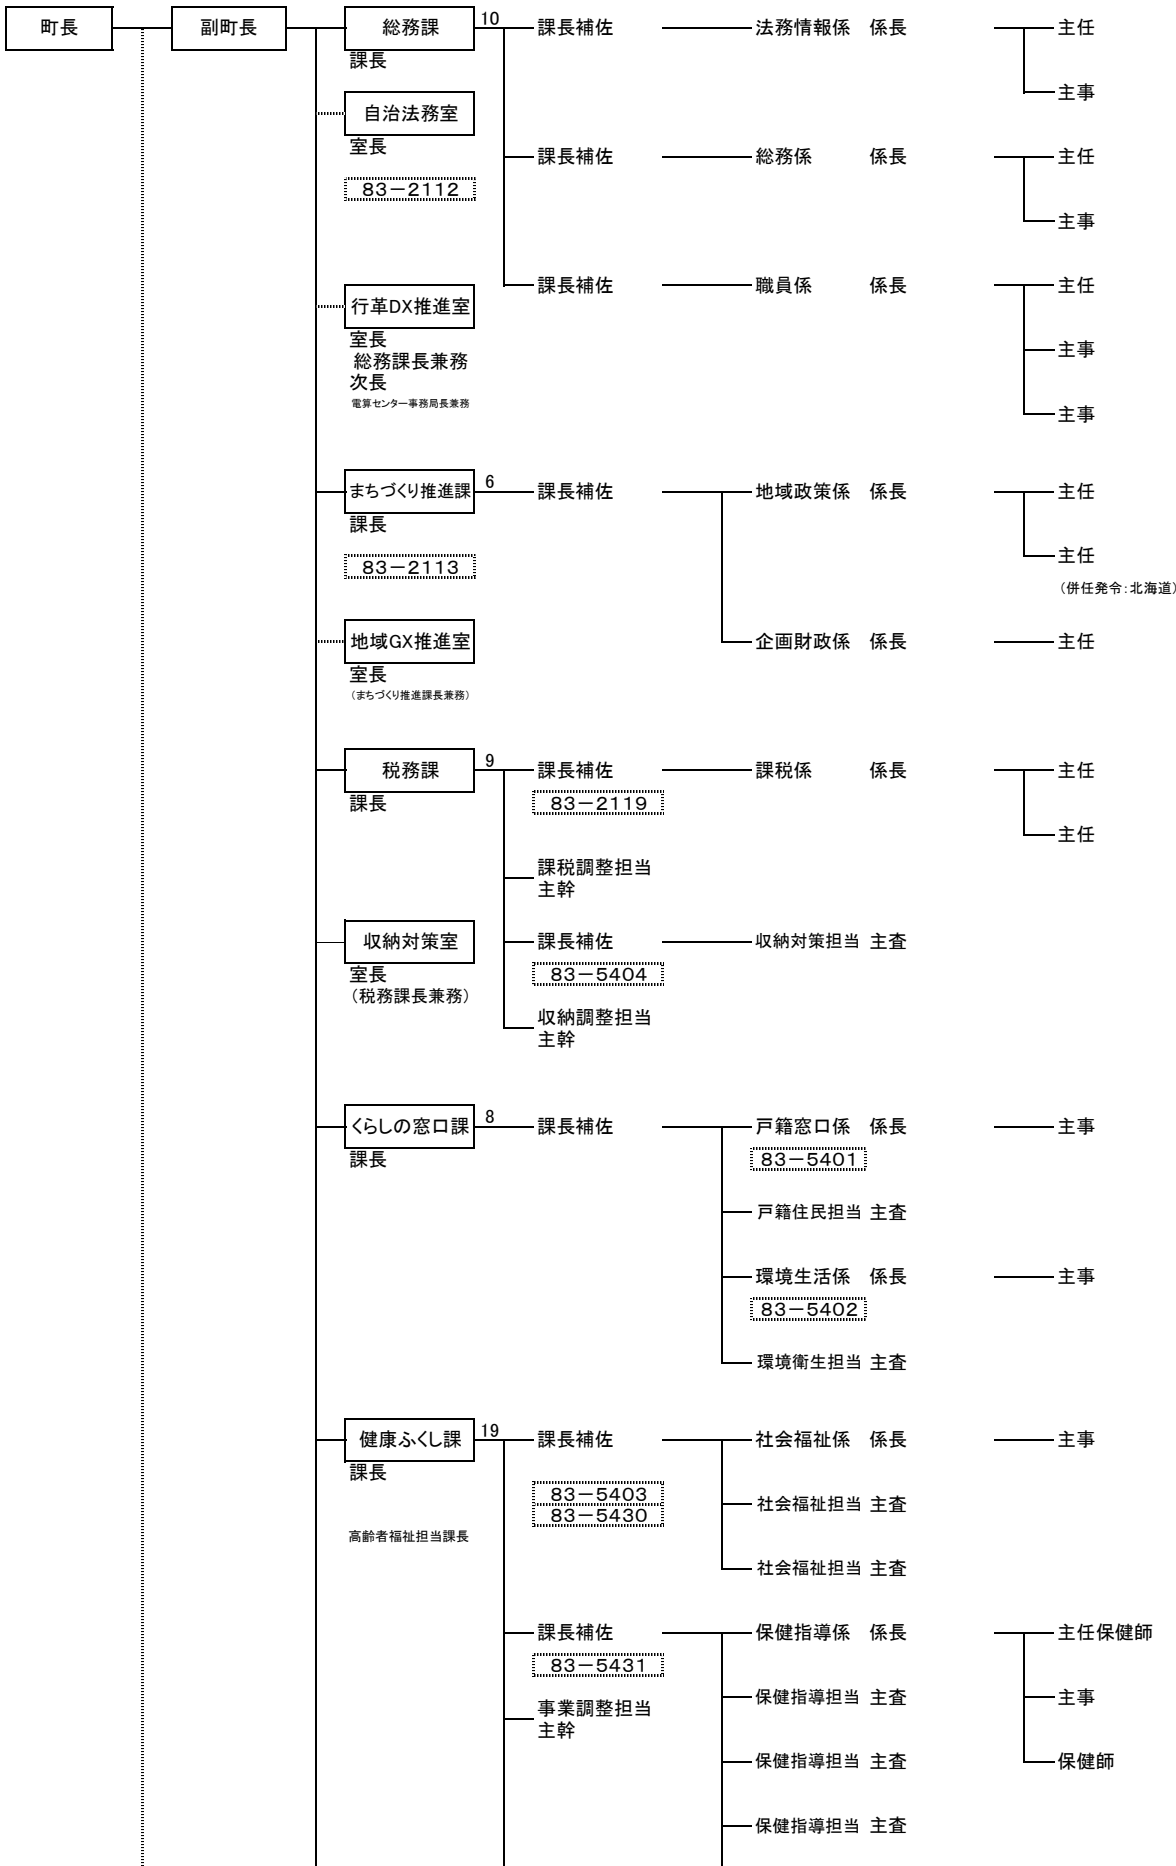 町長 副町長 総務課 10 課長補佐 法務情報係 係長 主任
課長
主事
自治法務室
室長
課長補佐 総務係 係長 主任
83－2112
主事
課長補佐 職員係 係長 主任
行革DX推進室
室長
総務課長兼務
主事
次長
電算センター事務局長兼務
主事
まちづくり推進課 6 課長補佐 地域政策係 係長 主任
課長
主任
83－2113
（併任発令：北海道）
地域GX推進室
企画財政係 係長 主任
室長
（まちづくり推進課長兼務）
税務課 9 課長補佐 課税係 係長 主任
課長
83－2119
主任
課税調整担当
主幹
収納対策室 課長補佐 収納対策担当 主査
室長
83－5404
（税務課長兼務）
収納調整担当
主幹
くらしの窓口課 8 課長補佐 戸籍窓口係 係長 主事
課長
83－5401
戸籍住民担当 主査
環境生活係 係長 主事
83－5402
環境衛生担当 主査
健康ふくし課 19 課長補佐 社会福祉係 係長 主事
課長
83－5403
83－5430
社会福祉担当 主査
高齢者福祉担当課長
社会福祉担当 主査
課長補佐 保健指導係 係長 主任保健師
83－5431
保健指導担当 主査 主事
事業調整担当
主幹
保健指導担当 主査 保健師
保健指導担当 主査